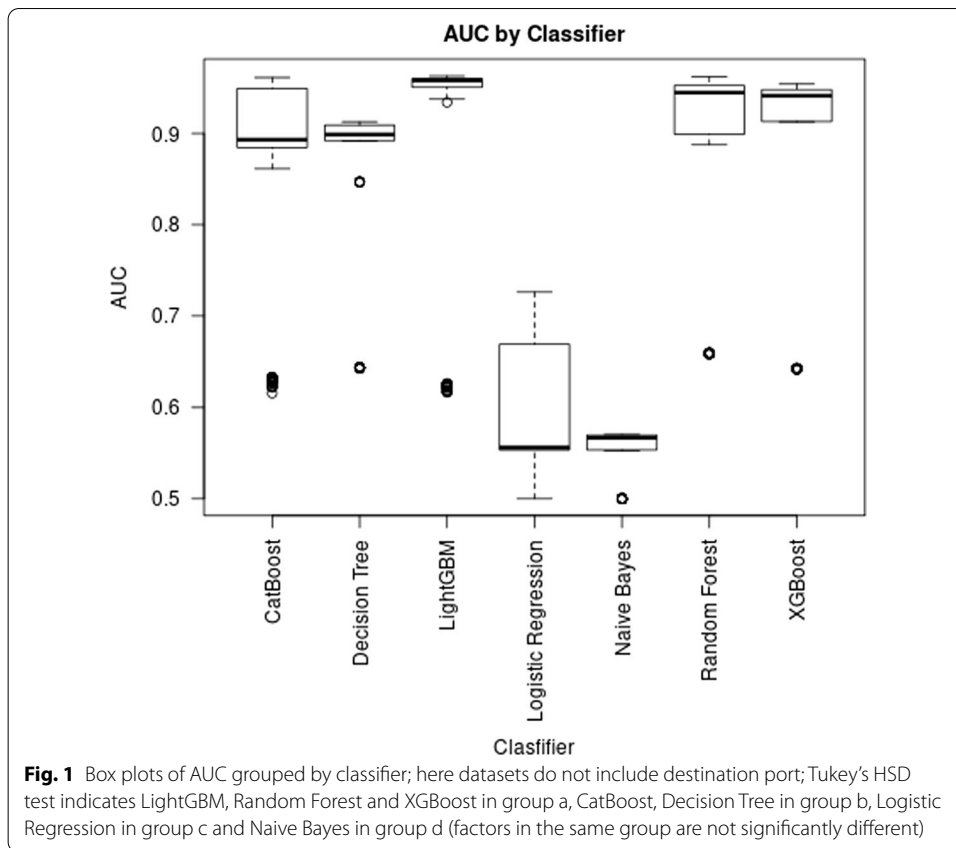 AUC by Classifier
AUC
0.9
0.8
0.7
0.6
0.5
CatBoost
Decision Tree
LightGBM
Logistic Regression
Naive Bayes
Random Forest
XGBoost
Clasfifier
Fig. 1 Box plots of AUC grouped by classifier; here datasets do not include destination port; Tukey's HSD
test indicates LightGBM, Random Forest and XGBoost in group a, CatBoost, Decision Tree in group b, Logistic
Regression in group c and Naive Bayes in group d (factors in the same group are not significantly different)